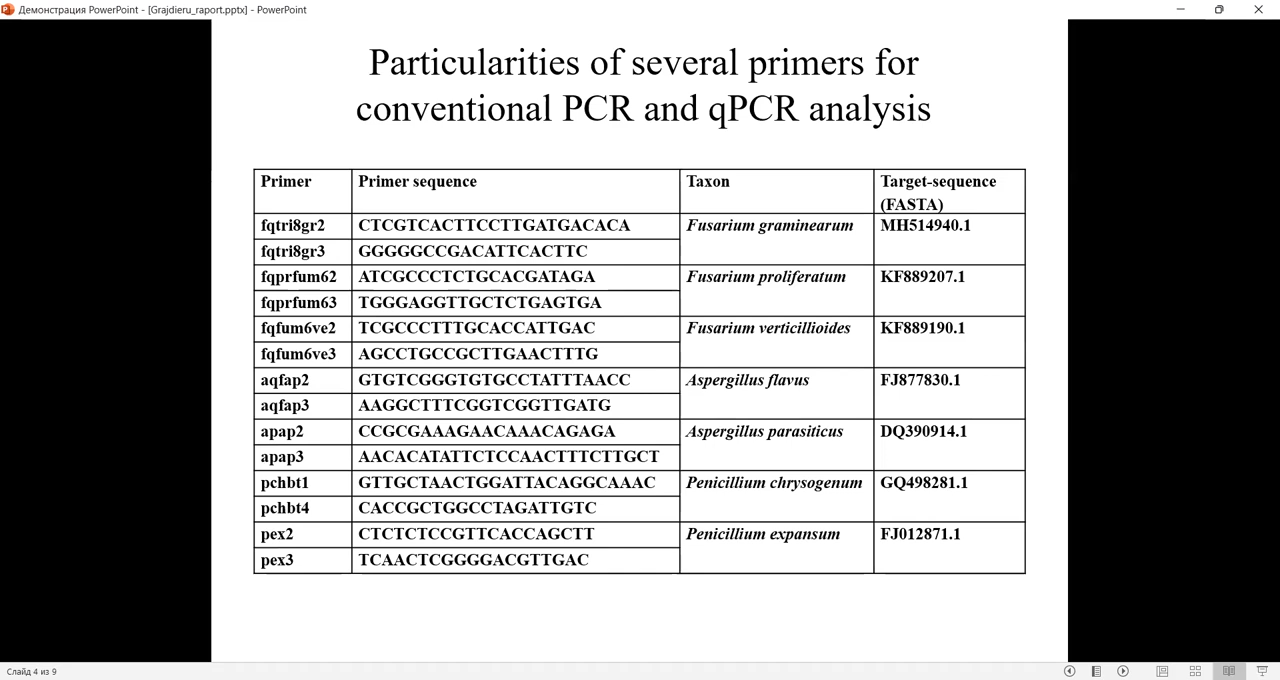 Демонстрация PowerPoint - [Grajdieru_raport.pptx] - PowerPoint
Particularities of several primers for
conventional PCR and qPCR analysis
Primer Primer sequence Taxon Target-sequence
(FASTA)
fqtri8gr2 CTCGTCACTTCCTTGATGACACA Fusarium graminearum MH514940.1
fqtri8gr3 GGGGGCCGACATTCACTTC
fqprfum62 ATCGCCCTCTGCACGATAGA Fusarium proliferatum KF889207.1
fqprfum63 TGGGAGGTTGCTCTGAGTGA
fqfum6ve2 TCGCCCTTTGCACCATTGAC Fusarium verticillioides KF889190.1
fqfum6ve3 AGCCTGCCGCTTGAACTTTG
aqfap2 GTGTCGGGTGTGCCTATTTAACC Aspergillus flavus FJ877830.1
aqfap3 AAGGCTTTCGGTCGGTTGATG
apap2 CCGCGAAAGAACAAACAGAGA Aspergillus parasiticus DQ390914.1
apap3 AACACATATTCTCCAACTTTCTTGCT
pchbt1 GTTGCTAACTGGATTACAGGCAAAC Penicillium chrysogenum GQ498281.1
pchbt4 CACCGCTGGCCTAGATTGTC
pex2 CTCTCTCCGTTCACCAGCTT Penicillium expansum FJ012871.1
pex3 TCAACTCGGGGACGTTGAC
Слайд 4 из 9